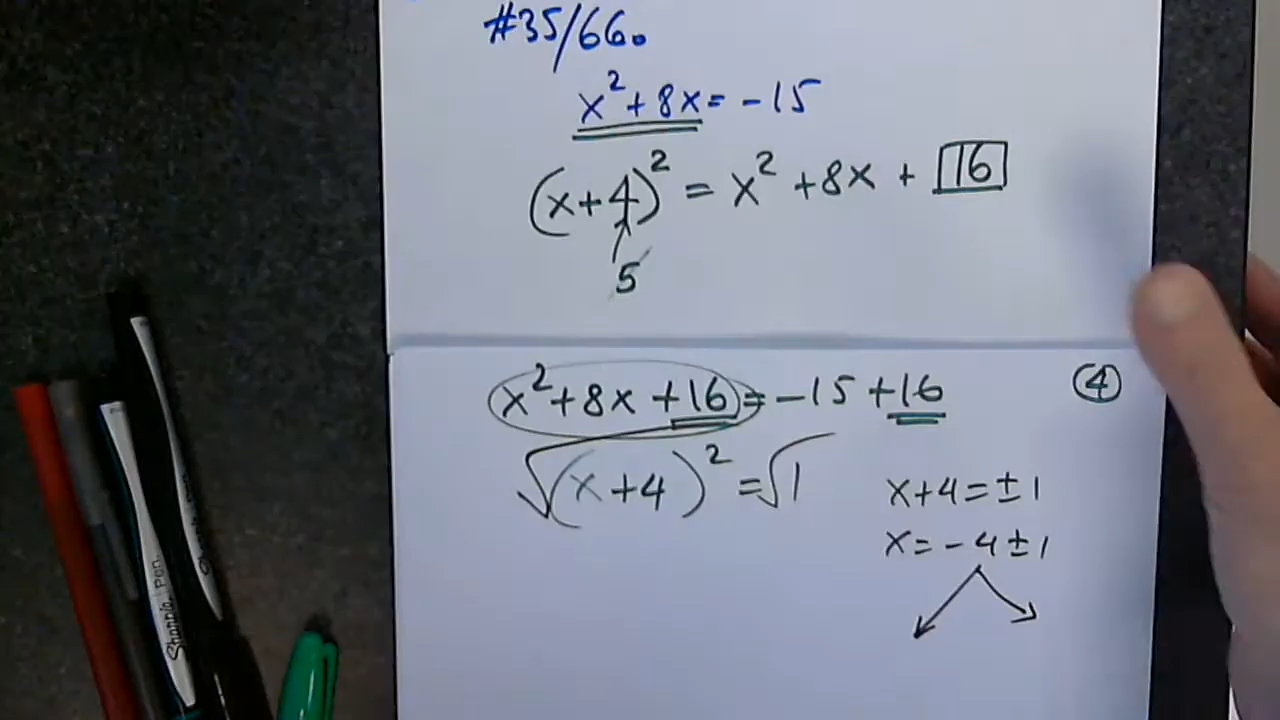 #35/66.
x² + 8x = -15
(x+4)² = x² + 8x + 16
5
x² + 8x + 16 = -15 + 16
④
√(x+4)² = √1
x+4 = ±1
x = -4 ± 1
Sharpie PEN